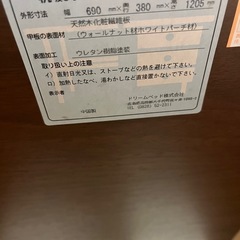 外形寸法 幅 690 mm×奥 380 mm×高さ 1205 mm
天然木化粧繊維板
甲板の表面材 (ウォールナット材ホワイトバーチ材)
表面加工 ウレタン樹脂塗装
取り扱い上の注意
(イ) 直射日光又は、ストーブなどの熱を避けて下さい。
(ロ) 加熱したなべ、湯わかしなど直接置かないで下さい。
表示者 ドリームベッド株式会社
中国製